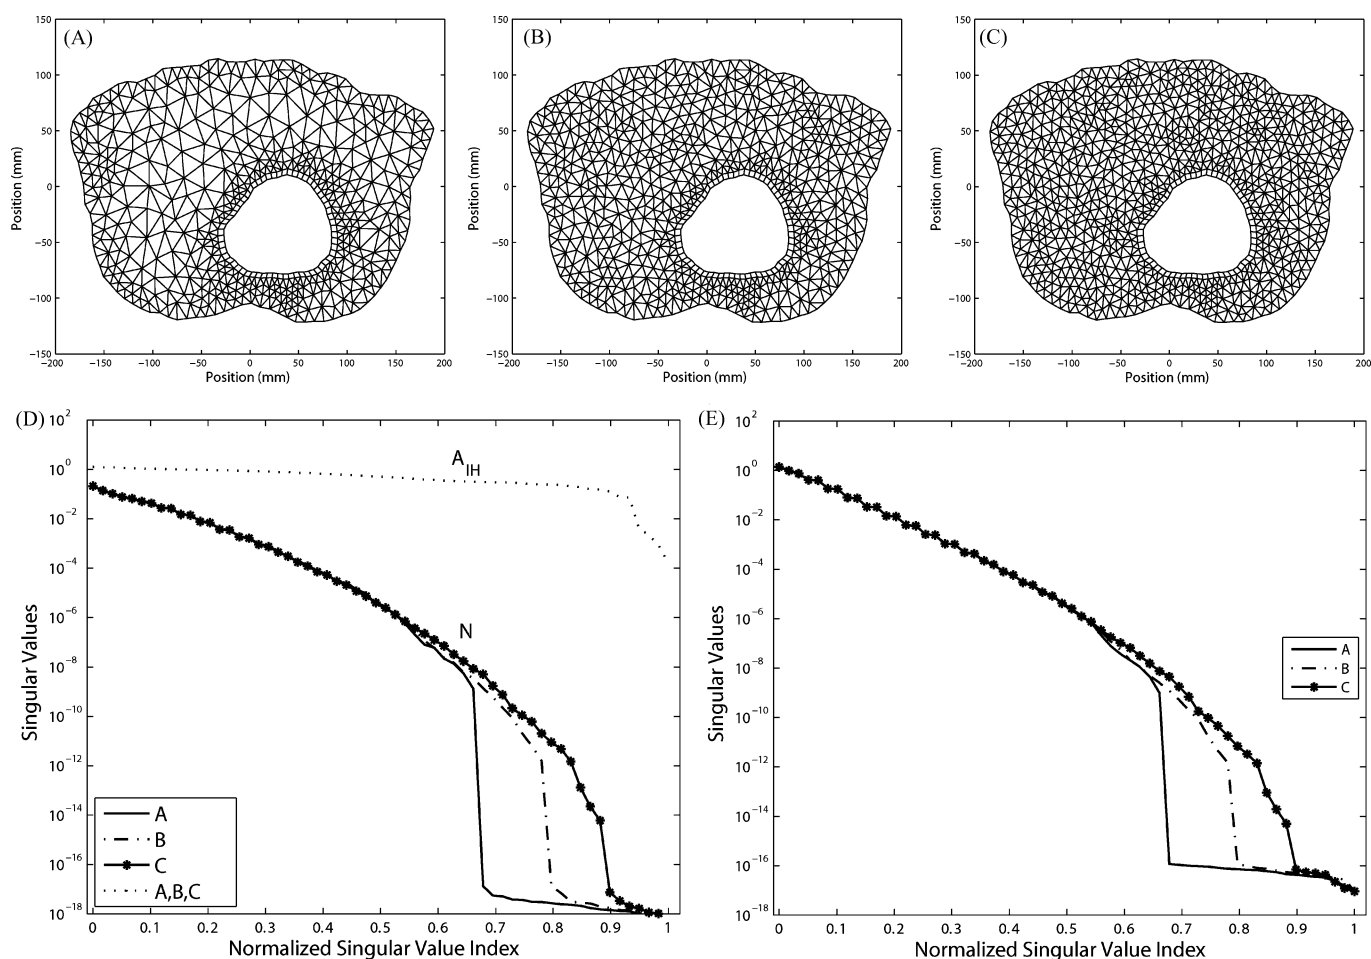 (A)
150
100
50
0
−50
−100
−150
−200 −150 −100 −50 0 50 100 150 200
Position (mm)
Position (mm)
(B)
150
100
50
0
−50
−100
−150
−200 −150 −100 −50 0 50 100 150 200
Position (mm)
Position (mm)
(C)
150
100
50
0
−50
−100
−150
−200 −150 −100 −50 0 50 100 150 200
Position (mm)
Position (mm)
(D)
10^2
10^0
10^−2
10^−4
10^−6
10^−8
10^−10
10^−12
10^−14
10^−16
10^−18
Singular Values
A_IH
N
A
B
C
A,B,C
0 0.1 0.2 0.3 0.4 0.5 0.6 0.7 0.8 0.9 1
Normalized Singular Value Index
(E)
10^2
10^0
10^−2
10^−4
10^−6
10^−8
10^−10
10^−12
10^−14
10^−16
10^−18
Singular Values
A
B
C
0 0.1 0.2 0.3 0.4 0.5 0.6 0.7 0.8 0.9 1
Normalized Singular Value Index